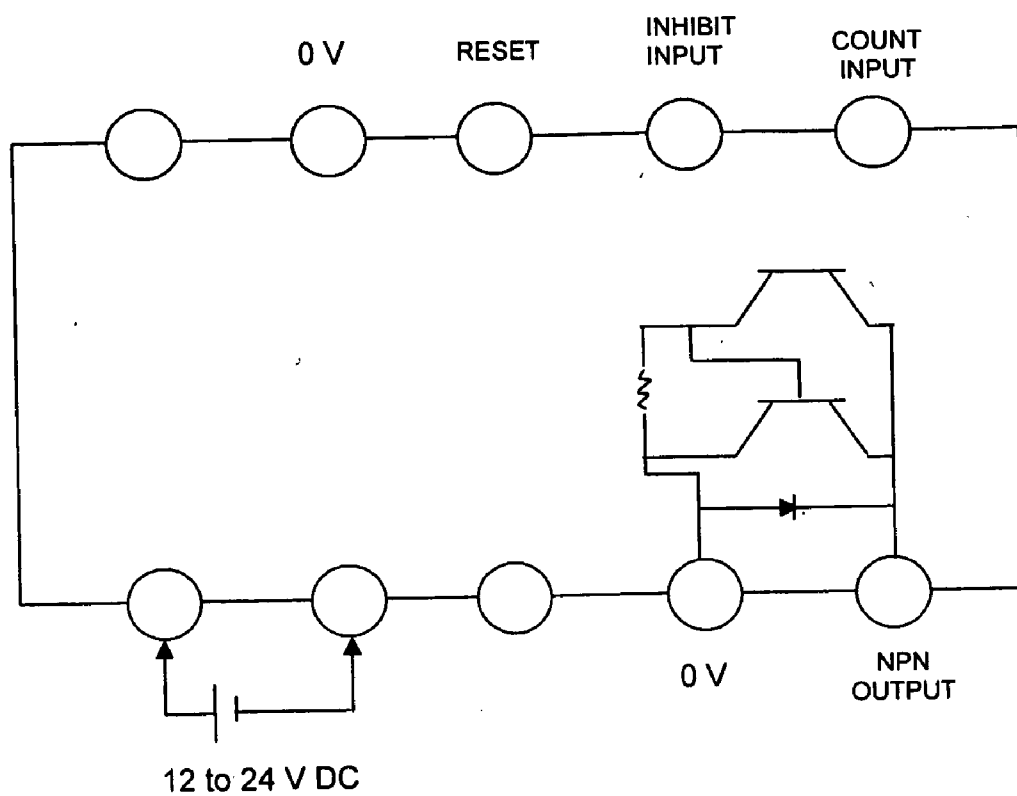 0 V
RESET
INHIBIT
INPUT
COUNT
INPUT
0 V
NPN
OUTPUT
12 to 24 V DC